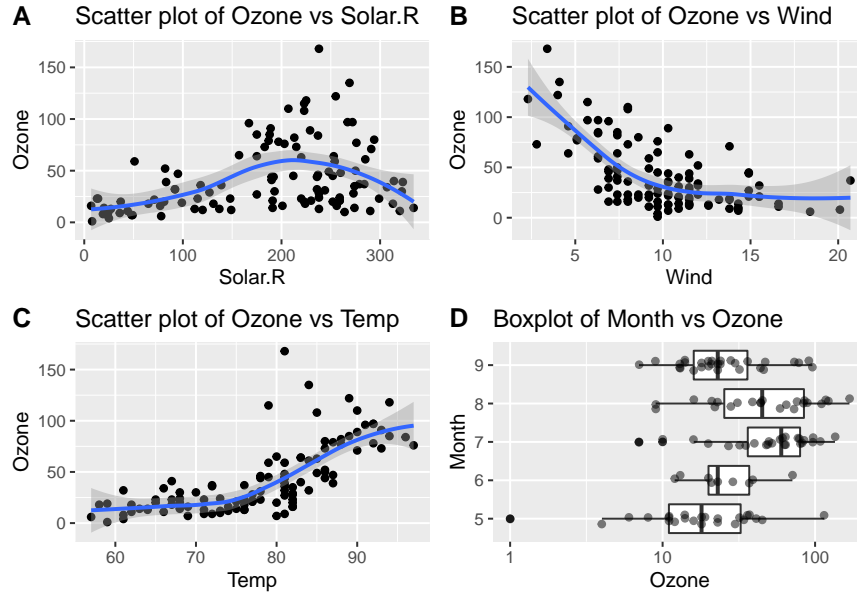 A Scatter plot of Ozone vs Solar.R
Ozone
150
100
50
0
0 100 200 300
Solar.R
B Scatter plot of Ozone vs Wind
Ozone
150
100
50
0
5 10 15 20
Wind
C Scatter plot of Ozone vs Temp
Ozone
150
100
50
0
60 70 80 90
Temp
D Boxplot of Month vs Ozone
Month
9
8
7
6
5
1 10 100
Ozone